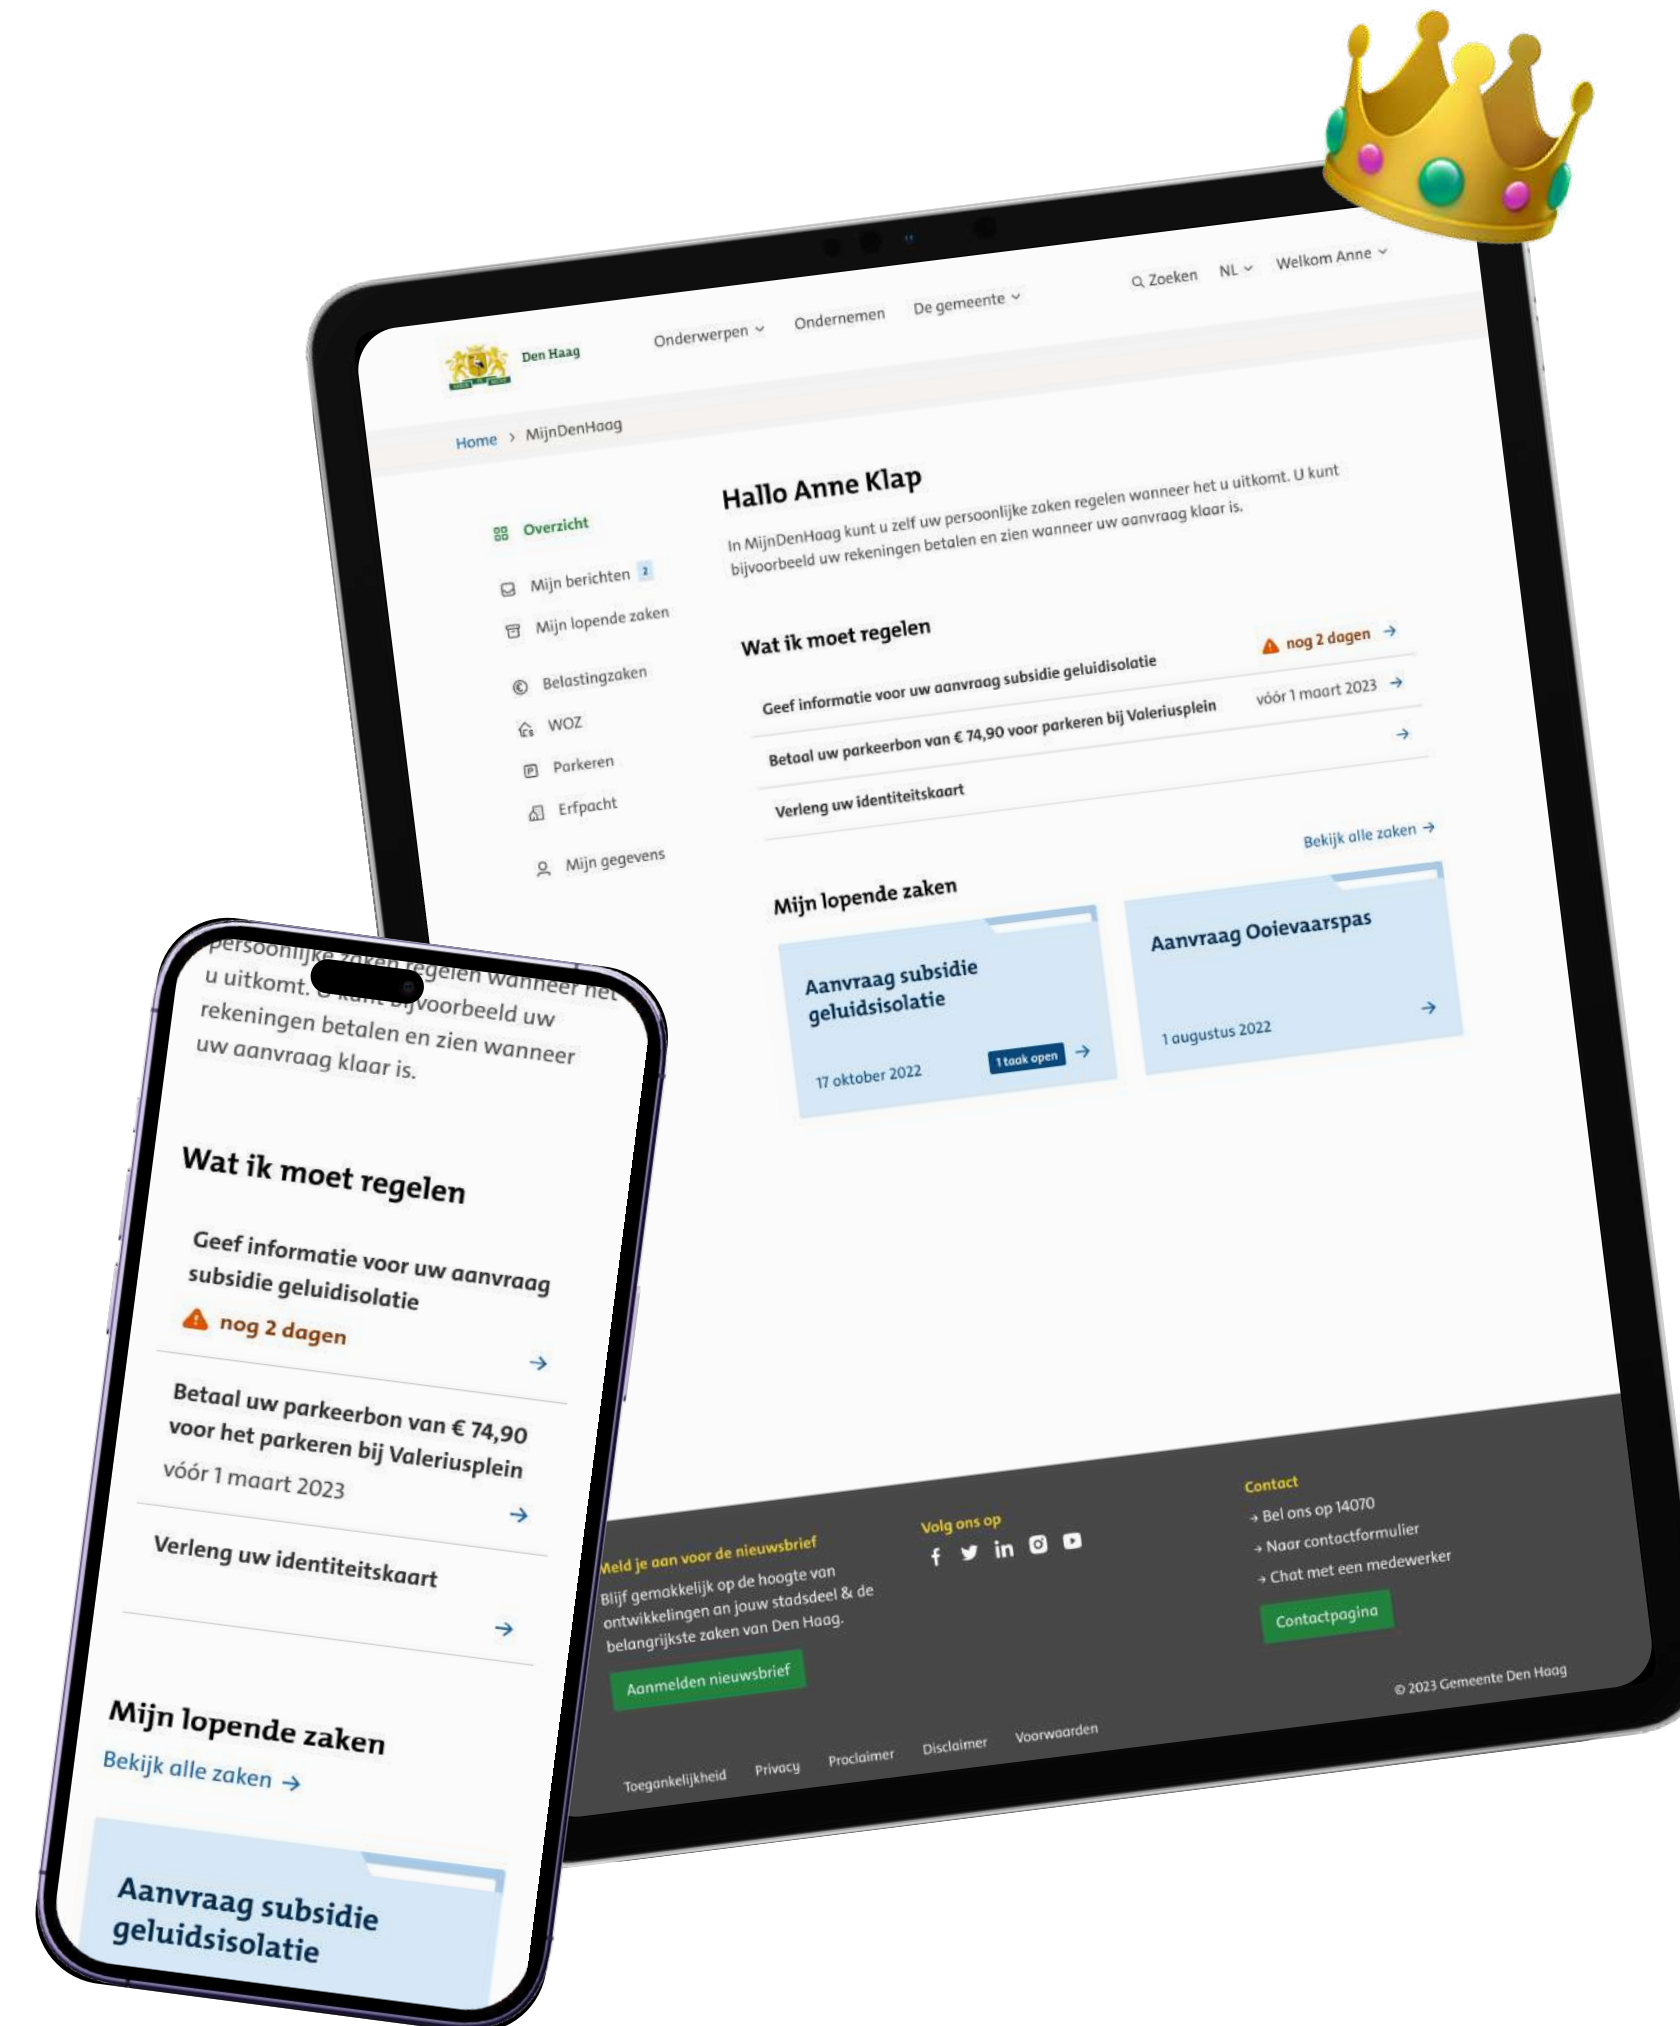 Den Haag
Onderwerpen
Ondernemen
De gemeente
Zoeken
NL
Welkom Anne
Home > MijnDenHaag
Overzicht
Mijn berichten 2
Mijn lopende zaken
Belastingzaken
WOZ
Parkeren
Erfpacht
Mijn gegevens
Hallo Anne Klap
In MijnDenHaag kunt u zelf uw persoonlijke zaken regelen wanneer het u uitkomt. U kunt
bijvoorbeeld uw rekeningen betalen en zien wanneer uw aanvraag klaar is.
Wat ik moet regelen
Geef informatie voor uw aanvraag subsidie geluidisolatie
nog 2 dagen →
Betaal uw parkeerbon van € 74,90 voor parkeren bij Valeriusplein
vóór 1 maart 2023 →
Verleng uw identiteitskaart →
Mijn lopende zaken
Bekijk alle zaken →
Aanvraag subsidie
geluidsisolatie
17 oktober 2022
1 taak open →
Aanvraag Ooievaarspas
1 augustus 2022 →
Meld je aan voor de nieuwsbrief
Blijf gemakkelijk op de hoogte van
ontwikkelingen an jouw stadsdeel & de
belangrijkste zaken van Den Haag.
Aanmelden nieuwsbrief
Volg ons op
Contact
→ Bel ons op 14070
→ Naar contactformulier
→ Chat met een medewerker
Contactpagina
© 2023 Gemeente Den Haag
Toegankelijkheid
Privacy
Proclaimer
Disclaimer
Voorwaarden
persoonlijke zaken regelen wanneer het
u uitkomt. U kunt bijvoorbeeld uw
rekeningen betalen en zien wanneer
uw aanvraag klaar is.
Wat ik moet regelen
Geef informatie voor uw aanvraag
subsidie geluidisolatie
nog 2 dagen →
Betaal uw parkeerbon van € 74,90
voor het parkeren bij Valeriusplein
vóór 1 maart 2023 →
Verleng uw identiteitskaart
→
Mijn lopende zaken
Bekijk alle zaken →
Aanvraag subsidie
geluidsisolatie